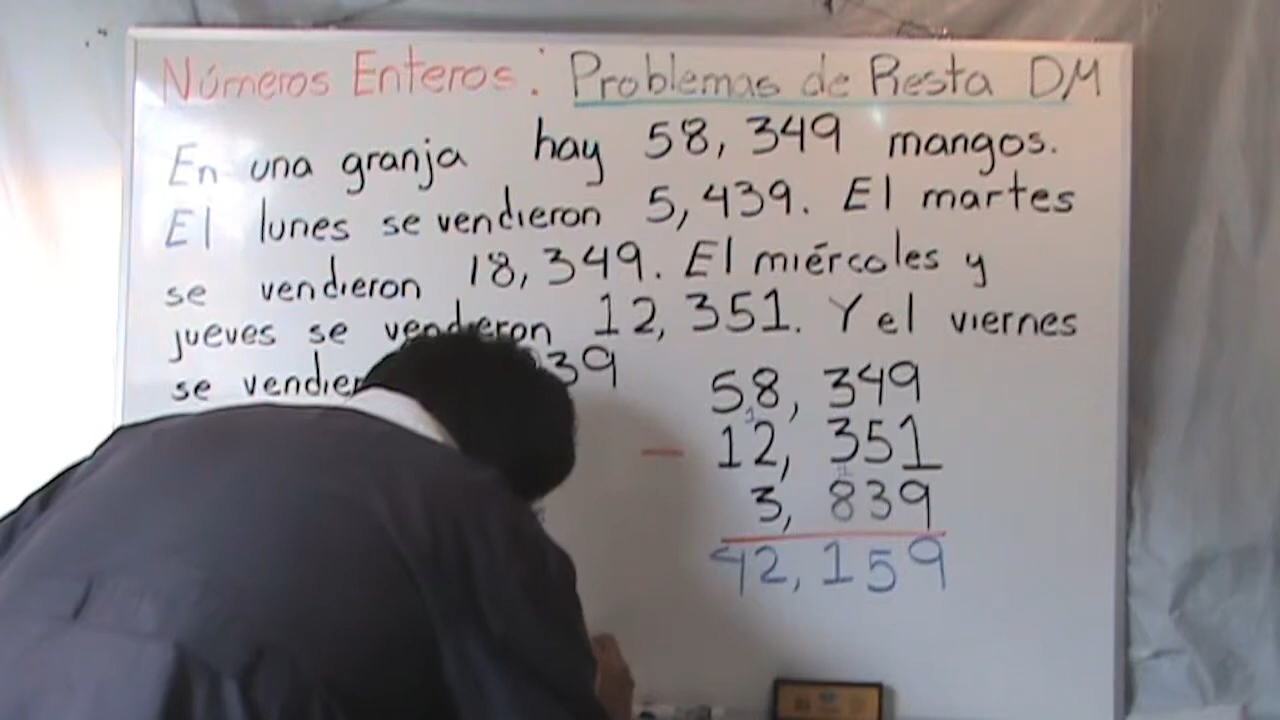 Números Enteros: Problemas de Resta DM
En una granja hay 58, 349 mangos.
El lunes se vendieron 5, 439. El martes
se vendieron 18, 349. El miércoles y
jueves se vendieron 12, 351. Y el viernes
se 39
58, 349
1
- 12, 351
1
3, 839
42, 159